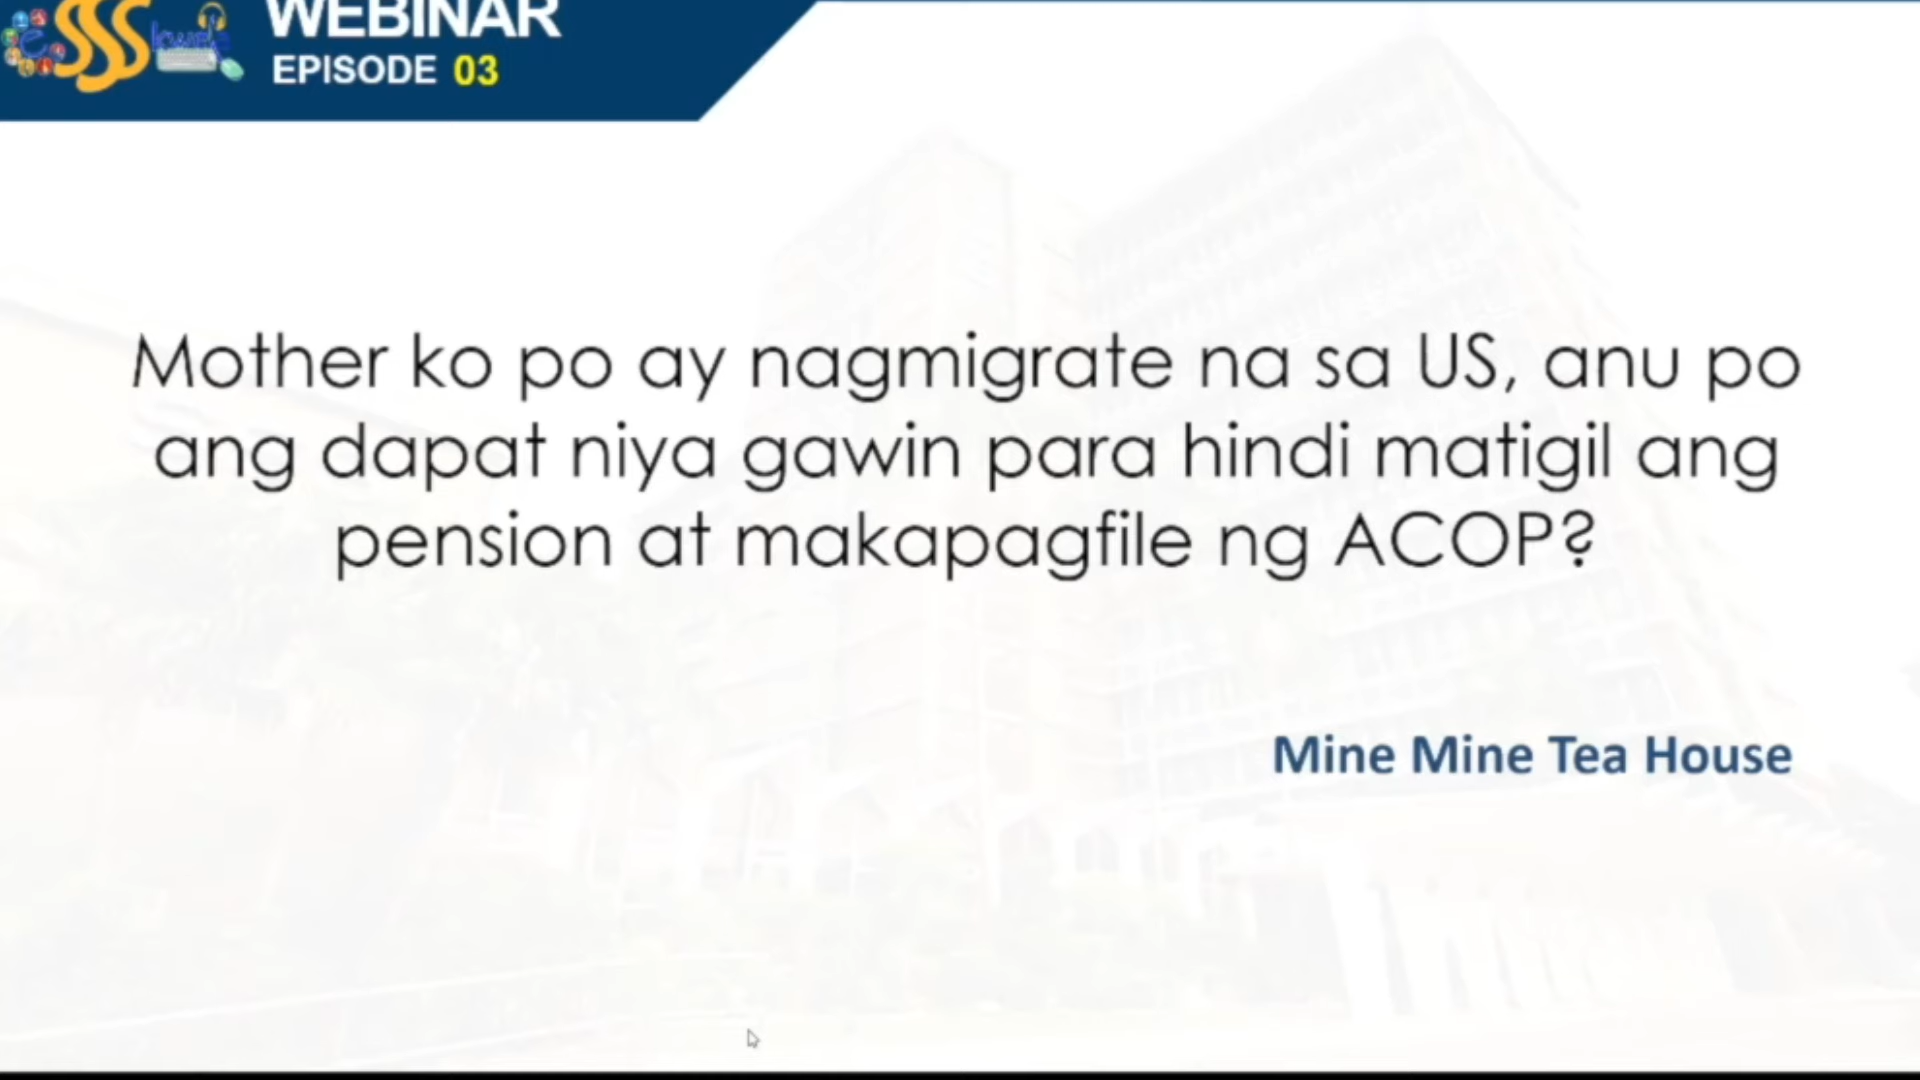 WEBINAR
EPISODE 03
SSS
Mother ko po ay nagmigrate na sa US, anu po
ang dapat niya gawin para hindi matigil ang
pension at makapagfile ng ACOP?
Mine Mine Tea House